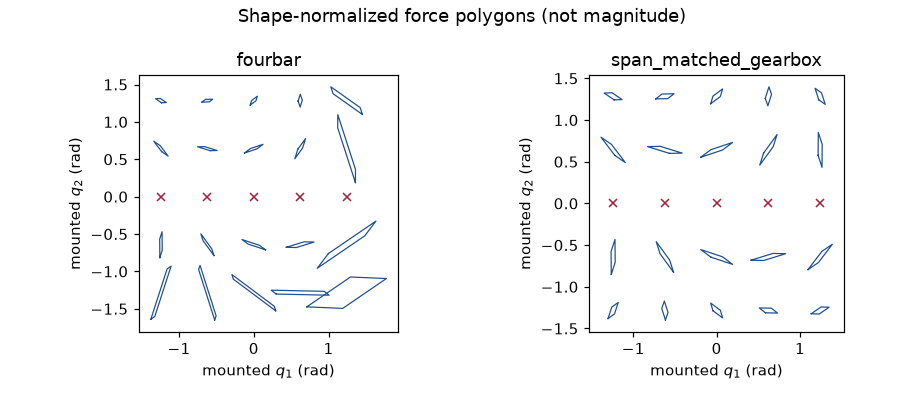 Shape-normalized force polygons (not magnitude)
fourbar
span_matched_gearbox
mounted q₂ (rad)
1.5
1.0
0.5
0.0
−0.5
−1.0
−1.5
−1
0
1
mounted q₁ (rad)
mounted q₂ (rad)
1.5
1.0
0.5
0.0
−0.5
−1.0
−1.5
−1
0
1
mounted q₁ (rad)